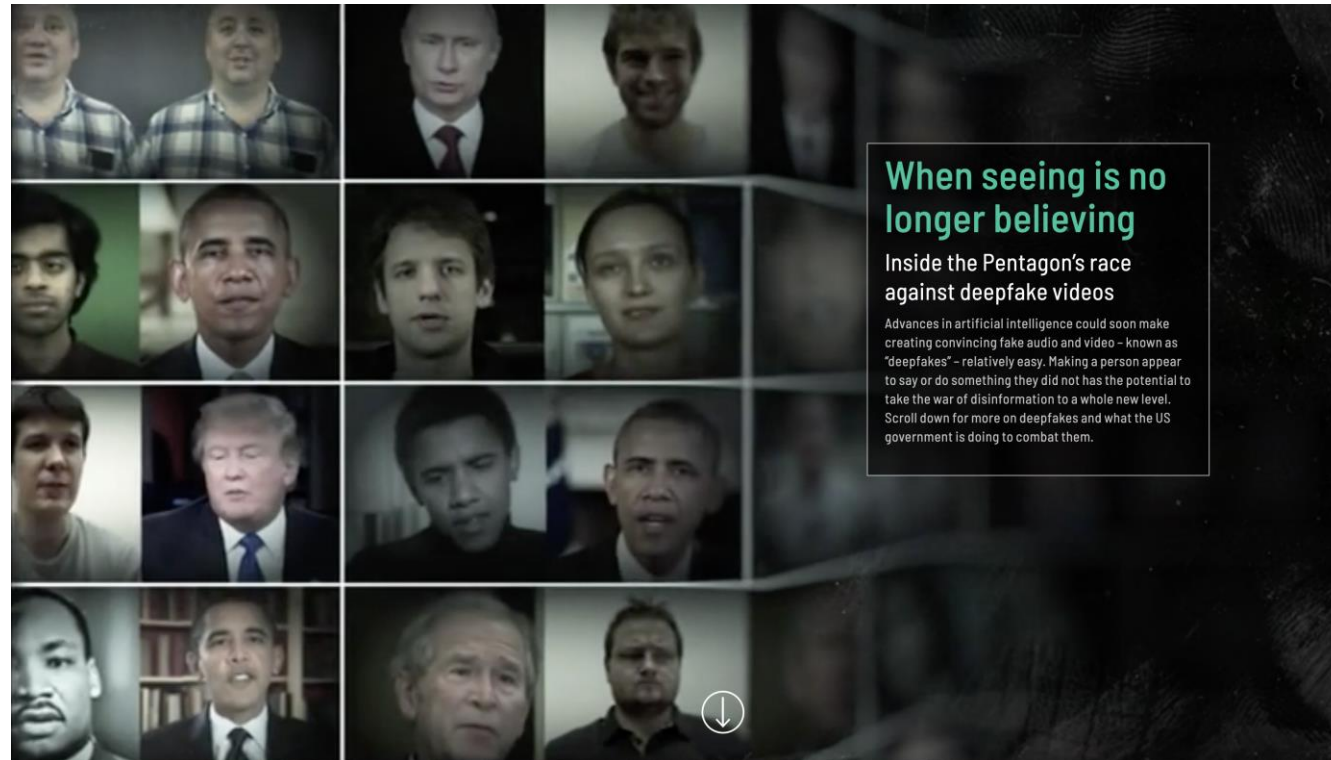 When seeing is no
longer believing
Inside the Pentagon's race
against deepfake videos
Advances in artificial intelligence could soon make
creating convincing fake audio and video – known as
"deepfakes" – relatively easy. Making a person appear
to say or do something they did not has the potential to
take the war of disinformation to a whole new level.
Scroll down for more on deepfakes and what the US
government is doing to combat them.